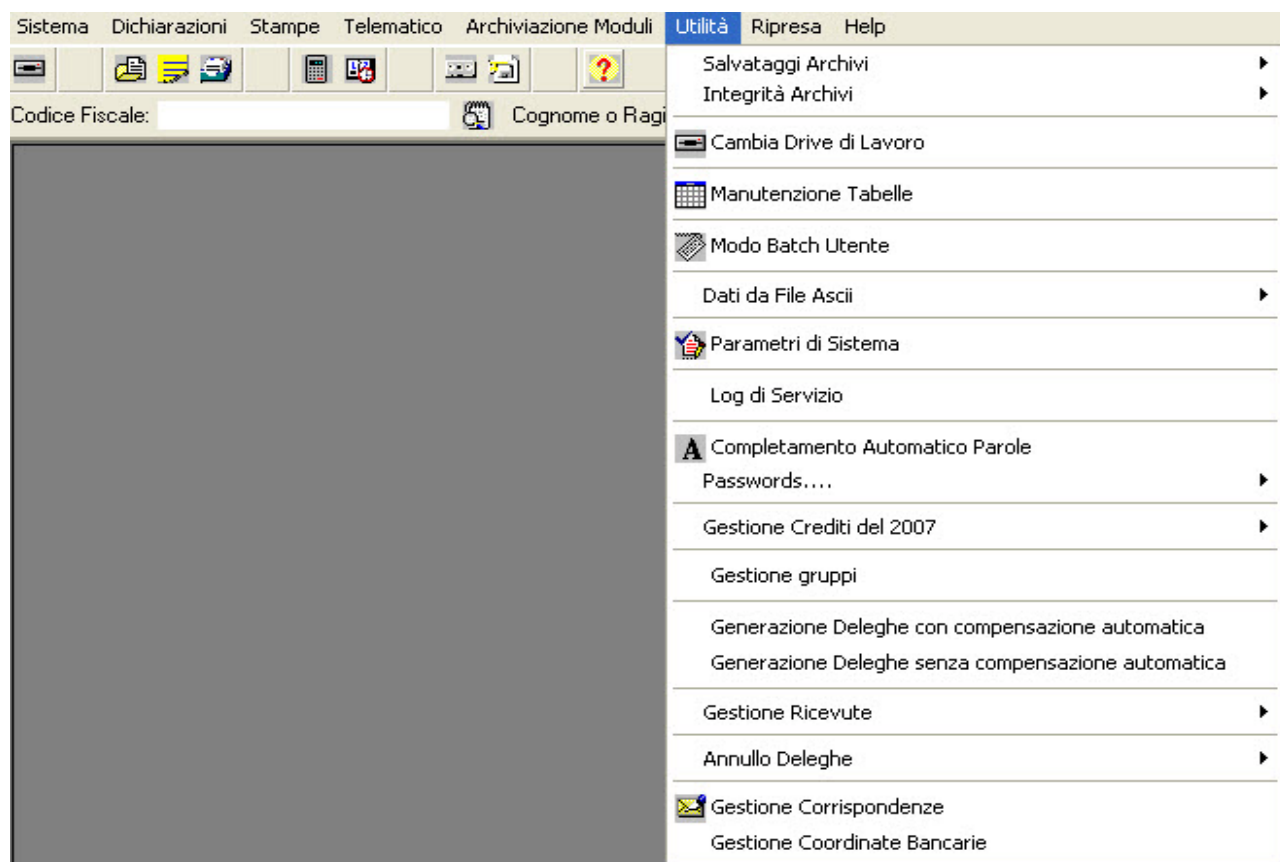 Sistema Dichiarazioni Stampe Telematico Archiviazione Moduli Utilità Ripresa Help
Codice Fiscale: Cognome o Ragi
Salvataggi Archivi
Integrità Archivi
Cambia Drive di Lavoro
Manutenzione Tabelle
Modo Batch Utente
Dati da File Ascii
Parametri di Sistema
Log di Servizio
Completamento Automatico Parole
Passwords....
Gestione Crediti del 2007
Gestione gruppi
Generazione Deleghe con compensazione automatica
Generazione Deleghe senza compensazione automatica
Gestione Ricevute
Annullo Deleghe
Gestione Corrispondenze
Gestione Coordinate Bancarie